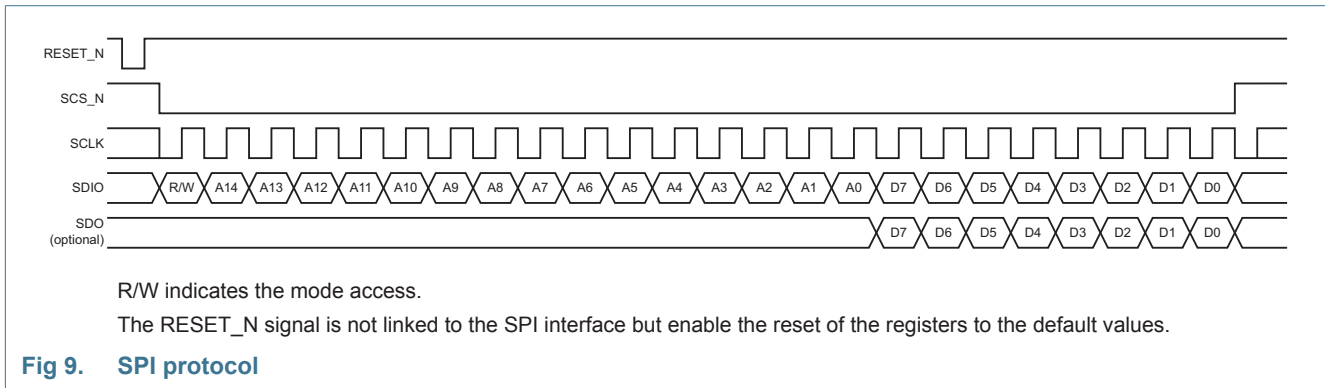 RESET_N
SCS_N
SCLK
SDIO R/W A14 A13 A12 A11 A10 A9 A8 A7 A6 A5 A4 A3 A2 A1 A0 D7 D6 D5 D4 D3 D2 D1 D0
SDO
(optional) D7 D6 D5 D4 D3 D2 D1 D0
R/W indicates the mode access.
The RESET_N signal is not linked to the SPI interface but enable the reset of the registers to the default values.
Fig 9. SPI protocol